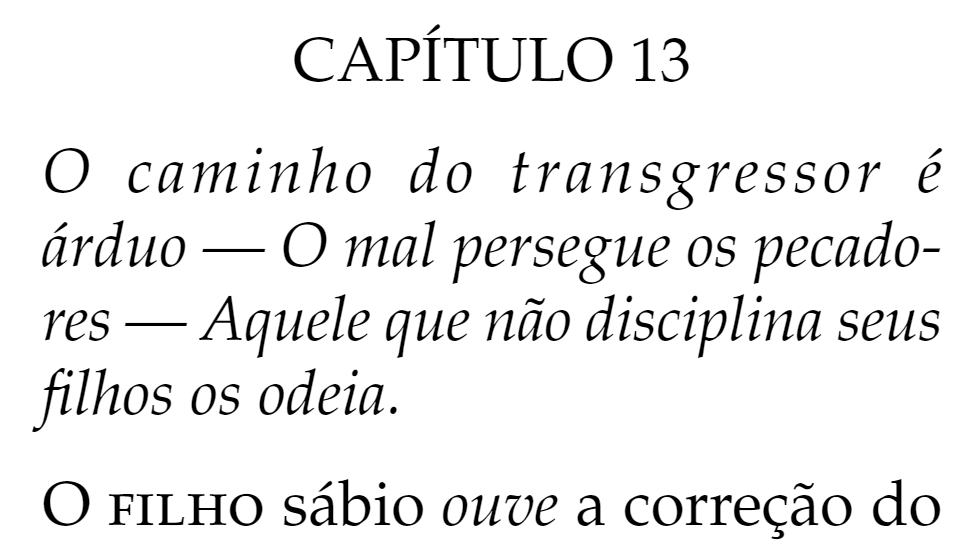 CAPÍTULO 13
O caminho do transgressor é
árduo — O mal persegue os pecado-
res — Aquele que não disciplina seus
filhos os odeia.
O FILHO sábio ouve a correção do